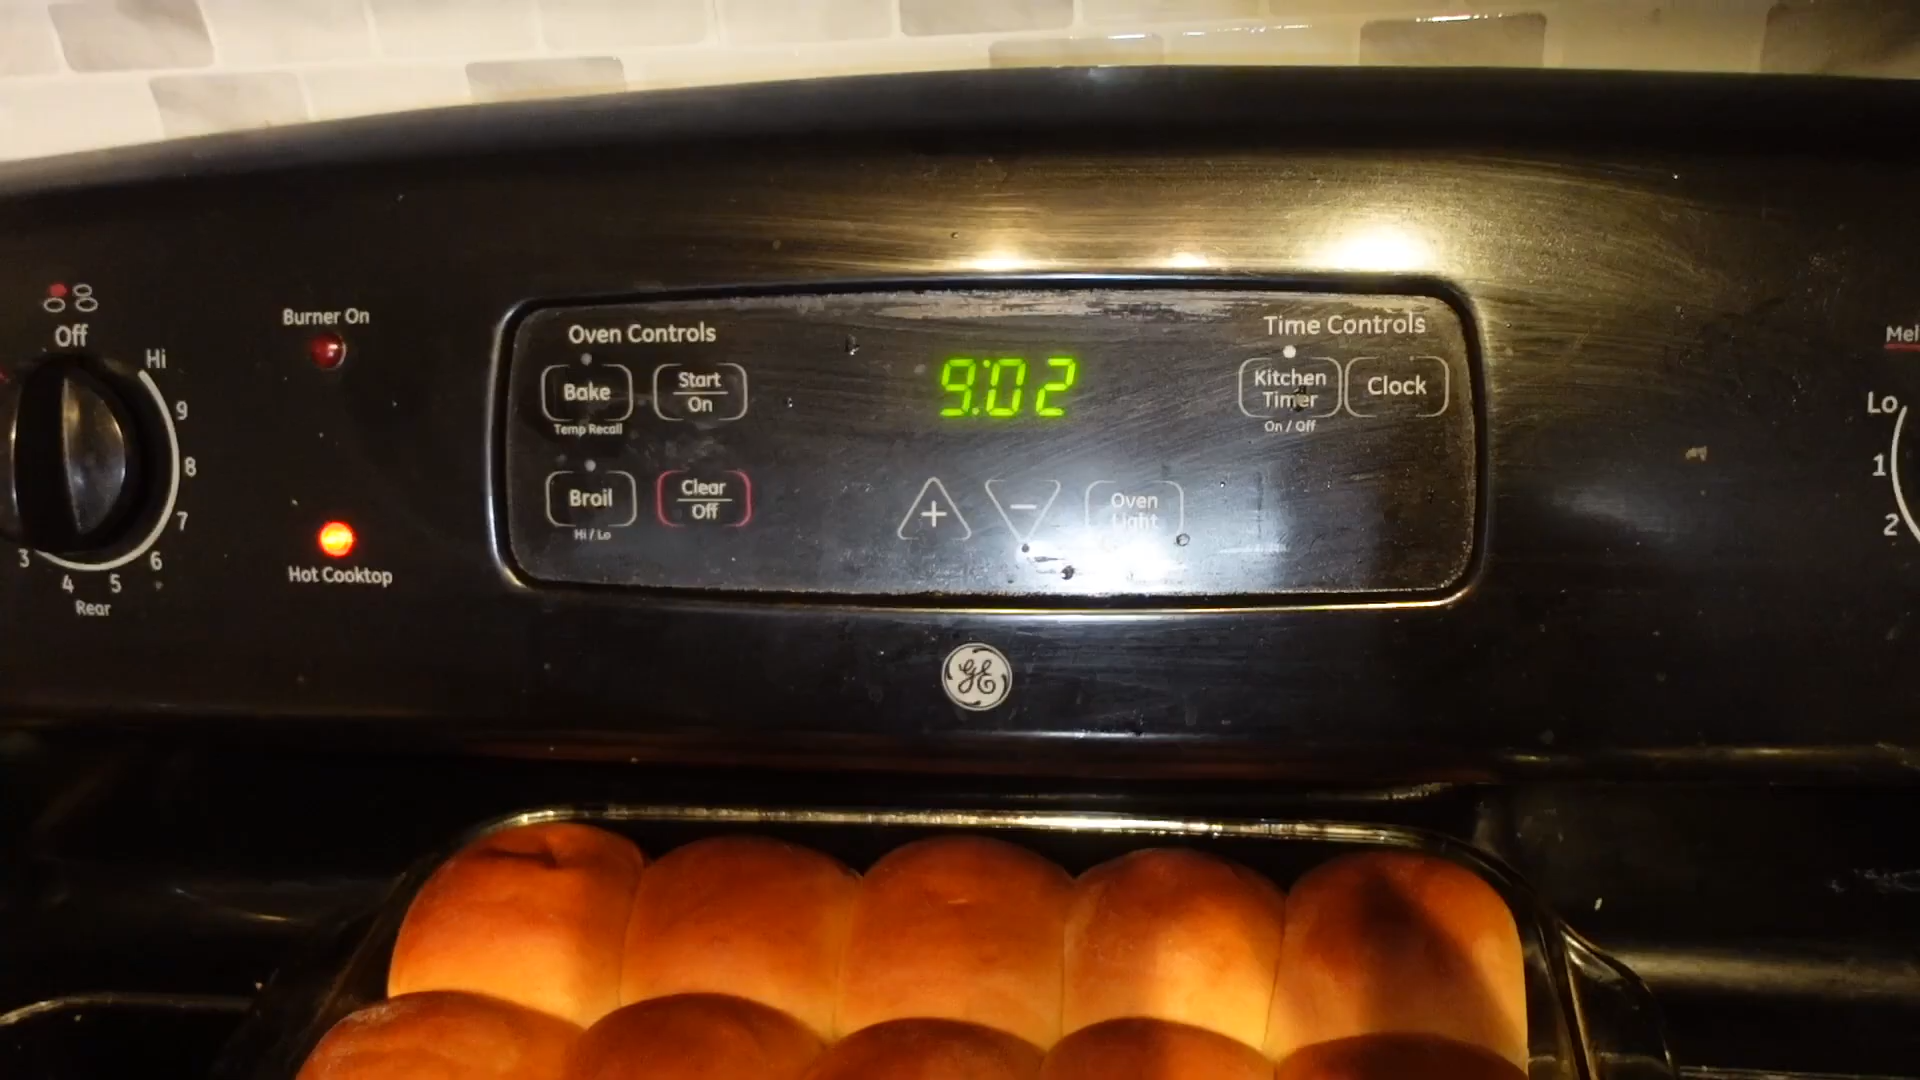 Off
Hi
9
8
7
6
5
4
3
Rear
Burner On
Hot Cooktop
Oven Controls
Bake
Temp Recall
Start
On
Broil
Hi / Lo
Clear
Off
9:02
+
−
Oven
Light
Time Controls
Kitchen
Timer
On / Off
Clock
GE
Mel
Lo
1
2